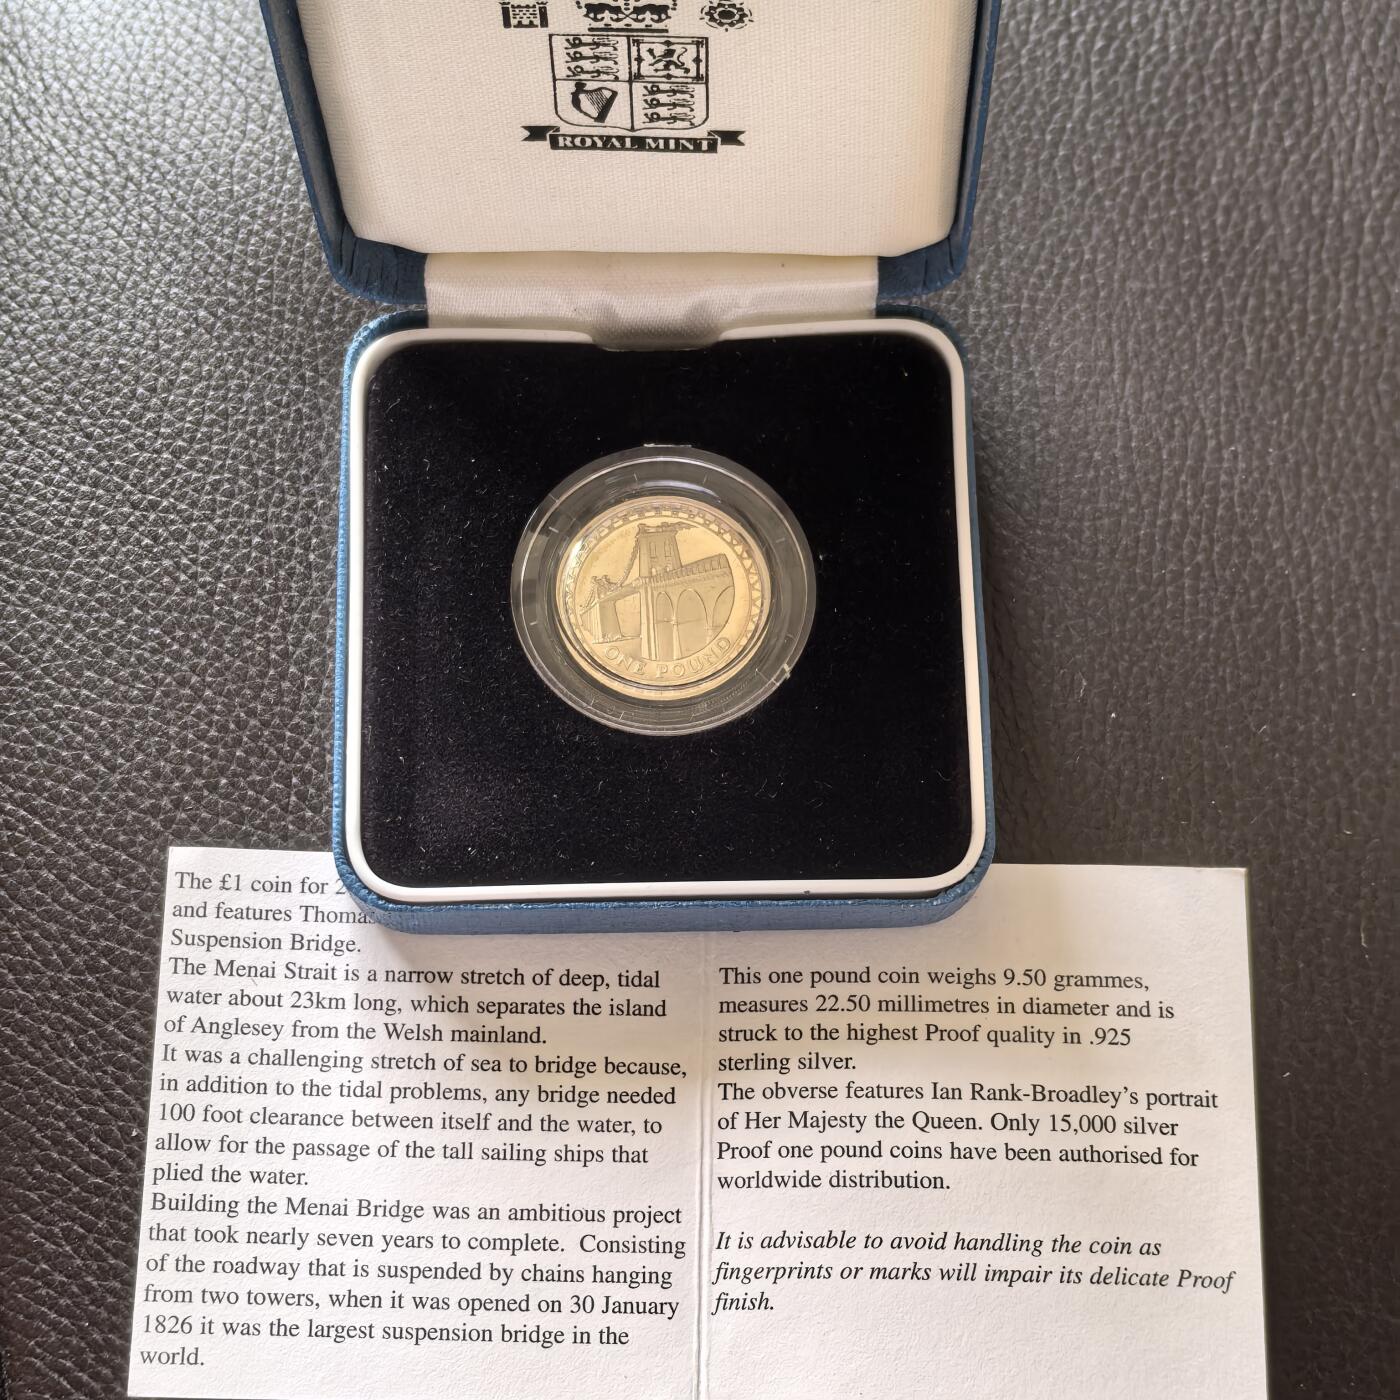 ROYAL MINT
ONE POUND
The £1 coin for 2
and features Thomas
Suspension Bridge.
The Menai Strait is a narrow stretch of deep, tidal
water about 23km long, which separates the island
of Anglesey from the Welsh mainland.
It was a challenging stretch of sea to bridge because,
in addition to the tidal problems, any bridge needed
100 foot clearance between itself and the water, to
allow for the passage of the tall sailing ships that
plied the water.
Building the Menai Bridge was an ambitious project
that took nearly seven years to complete. Consisting
of the roadway that is suspended by chains hanging
from two towers, when it was opened on 30 January
1826 it was the largest suspension bridge in the
world.
This one pound coin weighs 9.50 grammes,
measures 22.50 millimetres in diameter and is
struck to the highest Proof quality in .925
sterling silver.
The obverse features Ian Rank-Broadley's portrait
of Her Majesty the Queen. Only 15,000 silver
Proof one pound coins have been authorised for
worldwide distribution.
It is advisable to avoid handling the coin as
fingerprints or marks will impair its delicate Proof
finish.